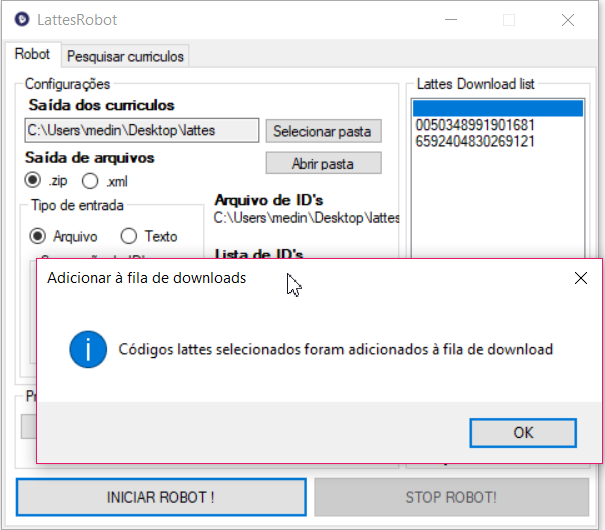 LattesRobot
Robot
Pesquisar curriculos
Configurações
Saída dos curriculos
C:\Users\medin\Desktop\lattes
Selecionar pasta
Saída de arquivos
Abrir pasta
.zip
.xml
Arquivo de ID's
C:\Users\medin\Desktop\lattes
Tipo de entrada
Arquivo
Texto
Lista de ID's
Lattes Download list
0050348991901681
6592404830269121
Adicionar à fila de downloads
Códigos lattes selecionados foram adicionados à fila de download
OK
INICIAR ROBOT !
STOP ROBOT!